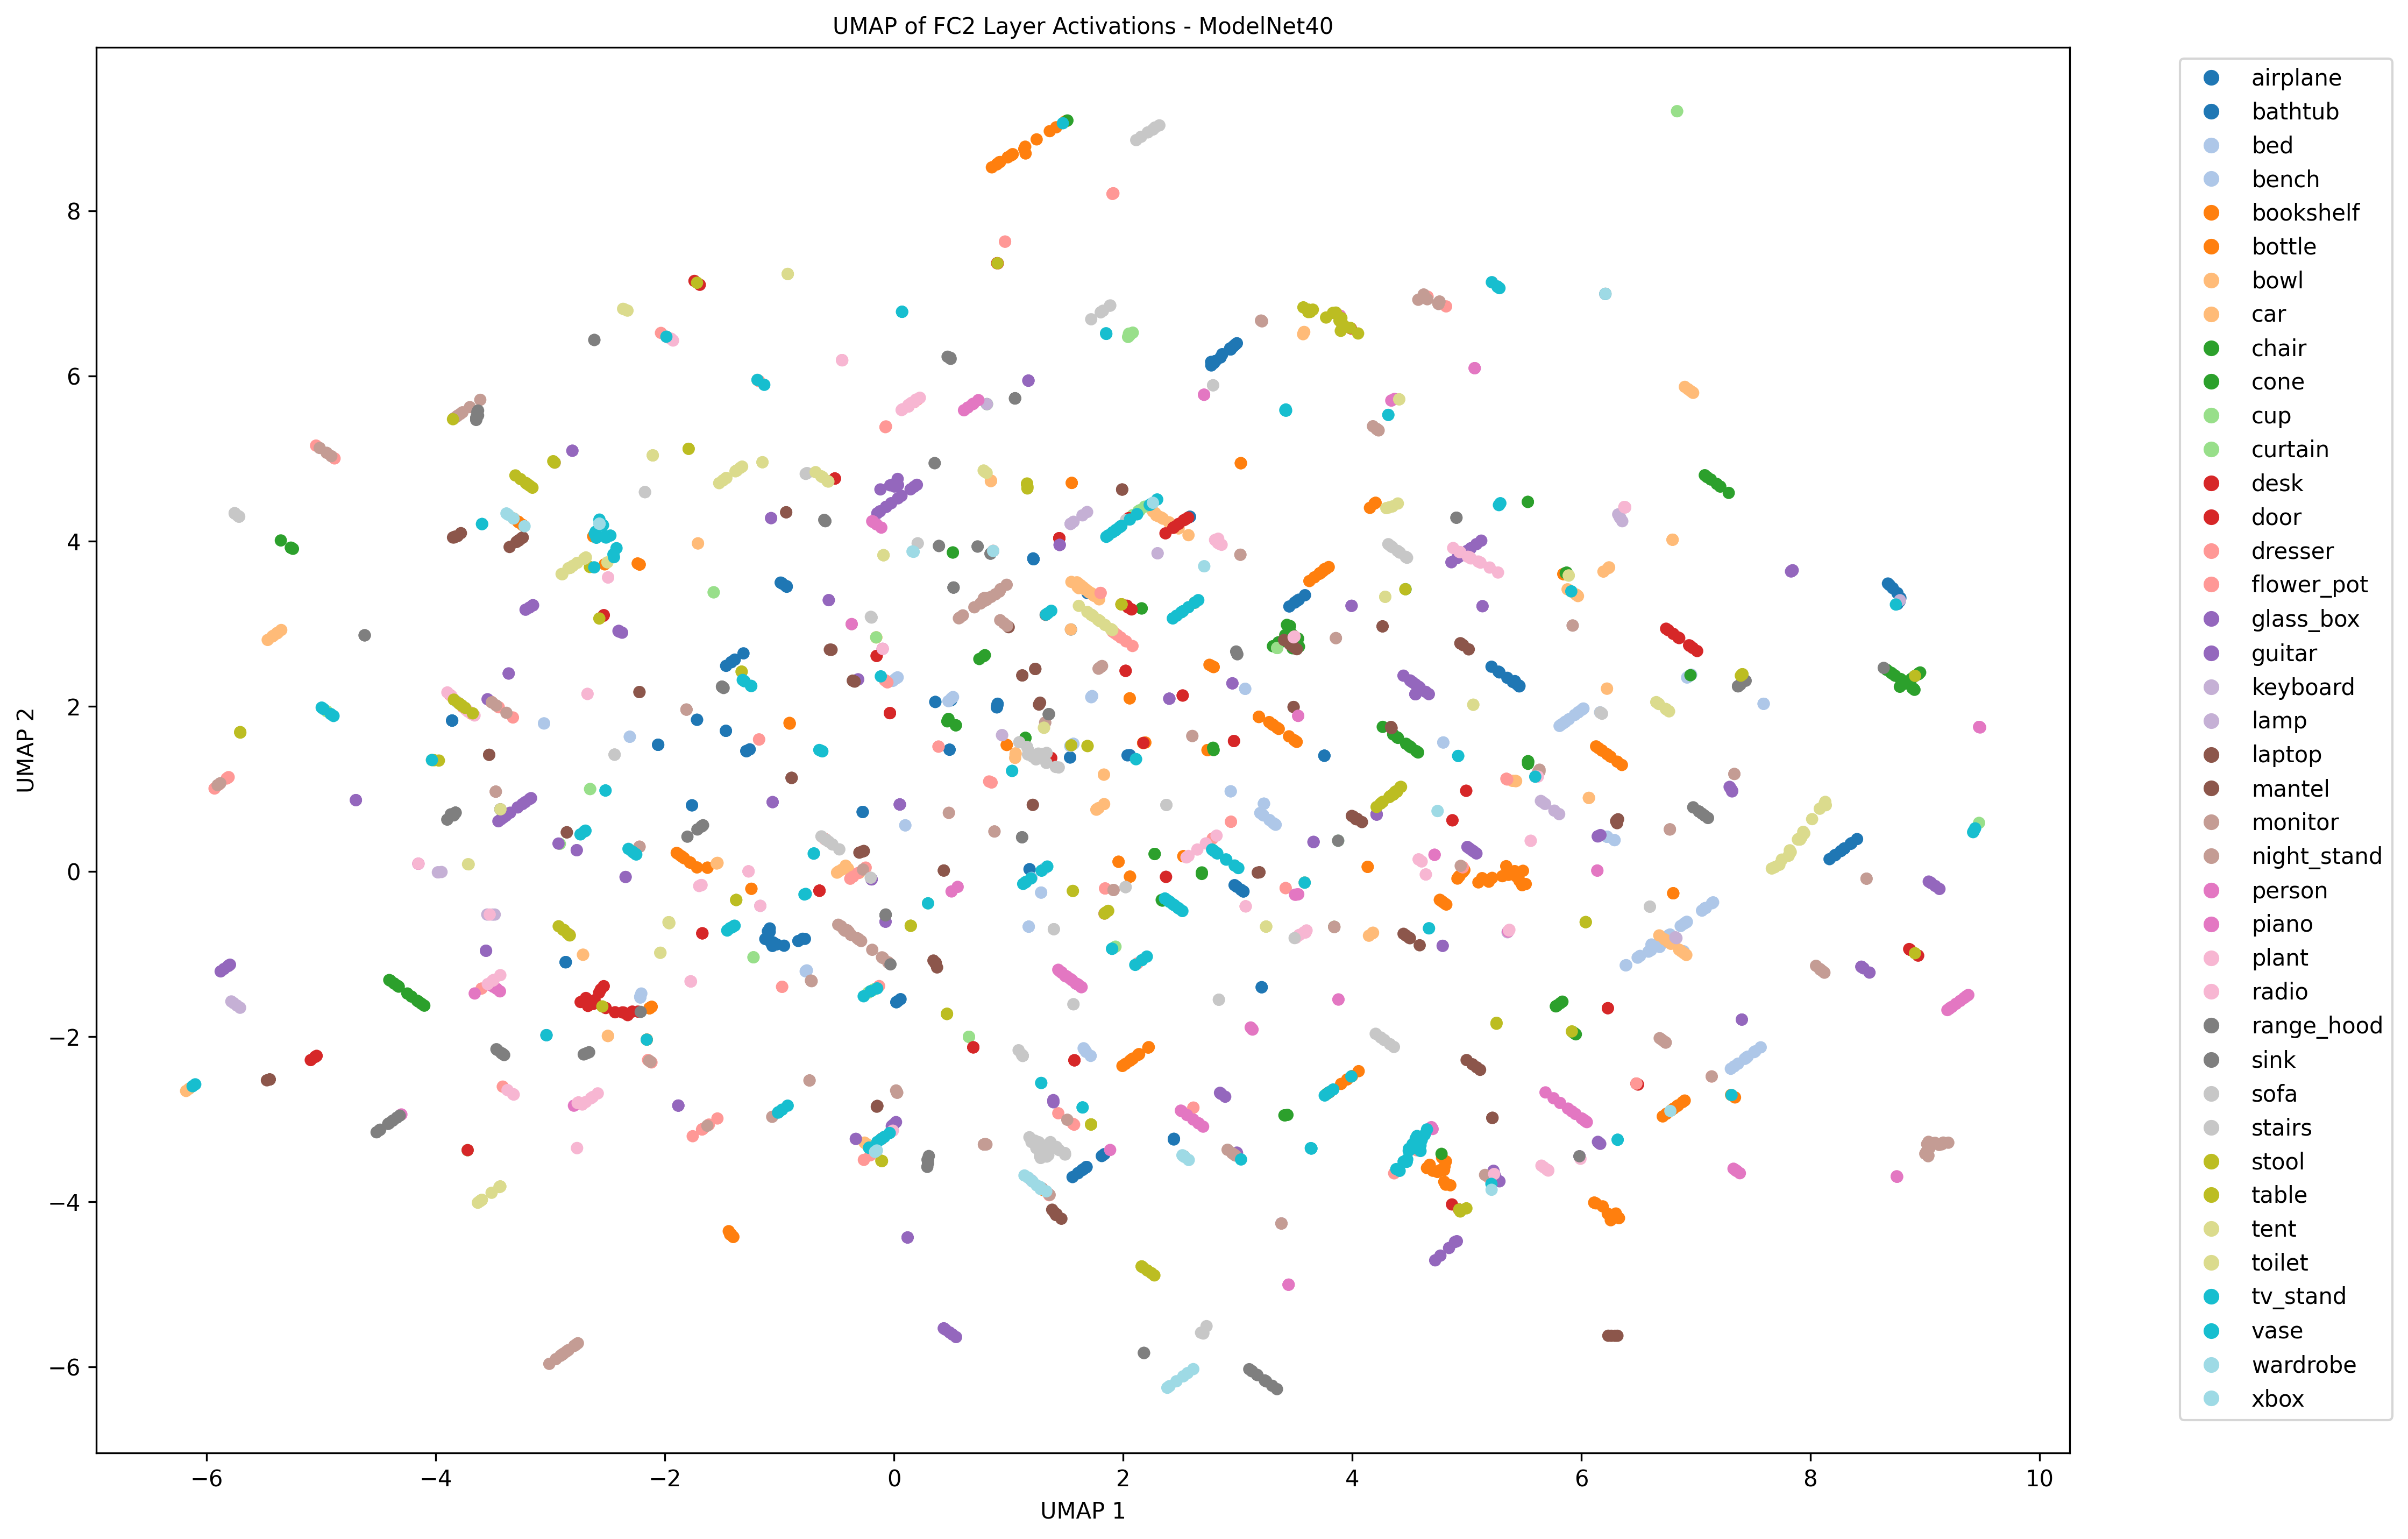 UMAP of FC2 Layer Activations - ModelNet40
8
6
4
2
0
−2
−4
−6
UMAP 2
−6
−4
−2
0
2
4
6
8
10
UMAP 1
airplane
bathtub
bed
bench
bookshelf
bottle
bowl
car
chair
cone
cup
curtain
desk
door
dresser
flower_pot
glass_box
guitar
keyboard
lamp
laptop
mantel
monitor
night_stand
person
piano
plant
radio
range_hood
sink
sofa
stairs
stool
table
tent
toilet
tv_stand
vase
wardrobe
xbox